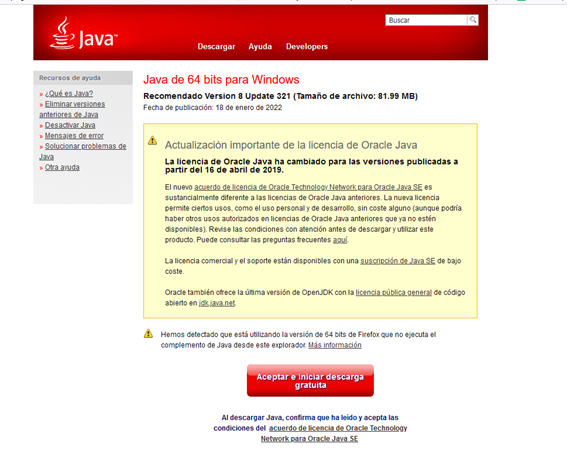 Java™
Buscar
Descargar Ayuda Developers
Recursos de ayuda
» ¿Qué es Java?
» Eliminar versiones
anteriores de Java
» Desactivar Java
» Mensajes de error
» Solucionar problemas de
Java
» Otra ayuda
Java de 64 bits para Windows
Recomendado Version 8 Update 321 (Tamaño de archivo: 81.99 MB)
Fecha de publicación: 18 de enero de 2022
Actualización importante de la licencia de Oracle Java
La licencia de Oracle Java ha cambiado para las versiones publicadas a
partir del 16 de abril de 2019.
El nuevo acuerdo de licencia de Oracle Technology Network para Oracle Java SE es
sustancialmente diferente a las licencias de Oracle Java anteriores. La nueva licencia
permite ciertos usos, como el uso personal y de desarrollo, sin coste alguno (aunque podría
haber otros usos autorizados en licencias de Oracle Java anteriores que ya no estén
disponibles). Revise las condiciones con atención antes de descargar y utilizar este
producto. Puede consultar las preguntas frecuentes aquí.
La licencia comercial y el soporte están disponibles con una suscripción de Java SE de bajo
coste.
Oracle también ofrece la última versión de OpenJDK con la licencia pública general de código
abierto en jdk.java.net.
Hemos detectado que está utilizando la versión de 64 bits de Firefox que no ejecuta el
complemento de Java desde este explorador. Más información
Aceptar e iniciar descarga
gratuita
Al descargar Java, confirma que ha leído y acepta las
condiciones del acuerdo de licencia de Oracle Technology
Network para Oracle Java SE